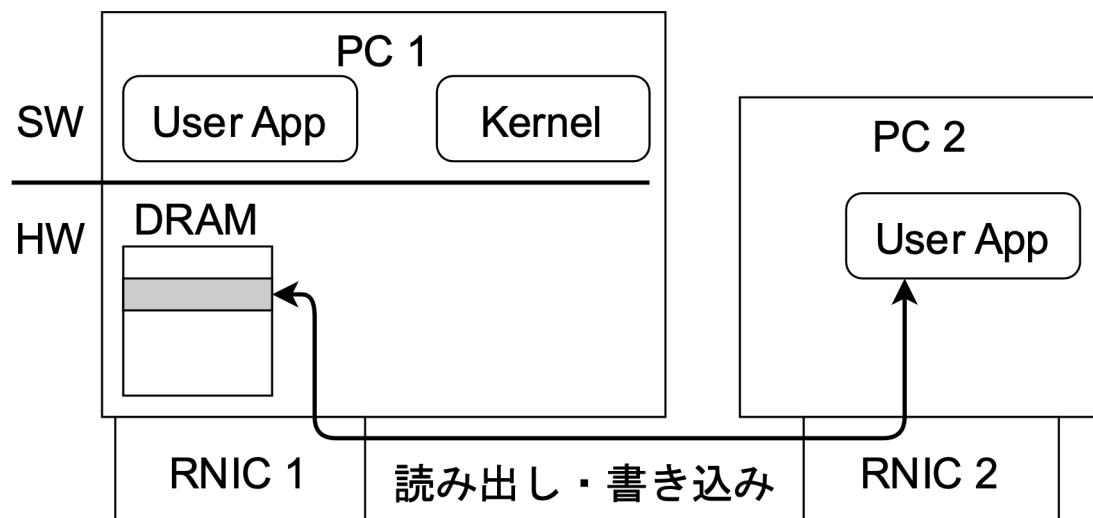 PC 1
SW
User App
Kernel
PC 2
HW
DRAM
User App
RNIC 1
読み出し・書き込み
RNIC 2